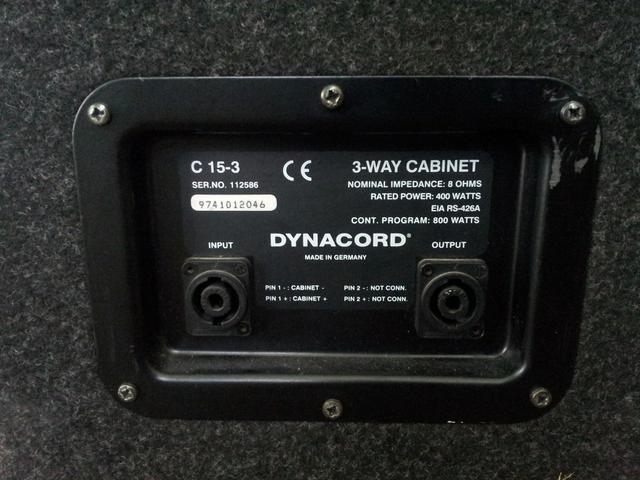 C 15-3
SER.NO. 112586
9741012046
CE
3-WAY CABINET
NOMINAL IMPEDANCE: 8 OHMS
RATED POWER: 400 WATTS
EIA RS-426A
CONT. PROGRAM: 800 WATTS
DYNACORD®
MADE IN GERMANY
INPUT
OUTPUT
PIN 1 - : CABINET - PIN 2 - : NOT CONN.
PIN 1 + : CABINET + PIN 2 + : NOT CONN.